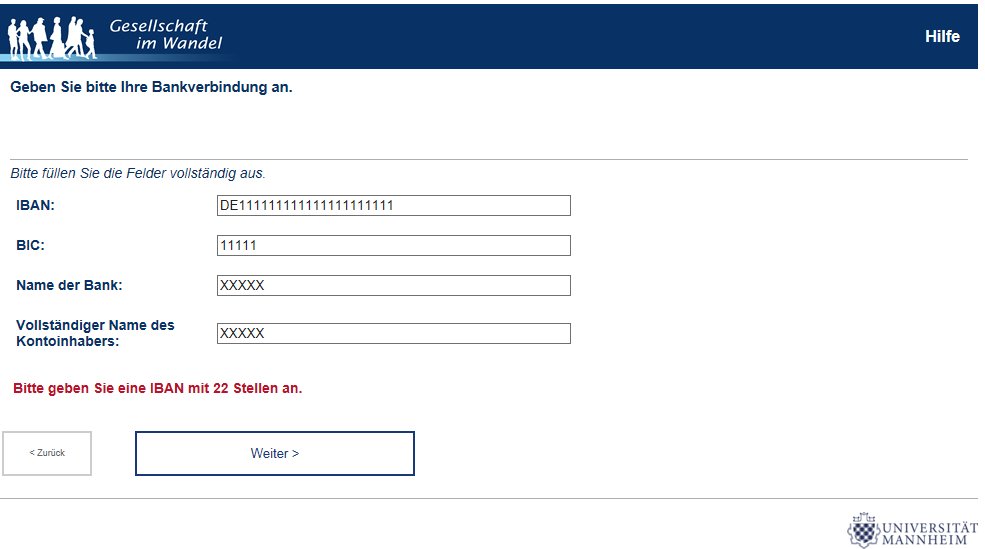 Gesellschaft
im Wandel
Hilfe
Geben Sie bitte Ihre Bankverbindung an.
Bitte füllen Sie die Felder vollständig aus.
IBAN: DE111111111111111111111
BIC: 11111
Name der Bank: XXXXX
Vollständiger Name des
Kontoinhabers: XXXXX
Bitte geben Sie eine IBAN mit 22 Stellen an.
< Zurück
Weiter >
UNIVERSITÄT
MANNHEIM